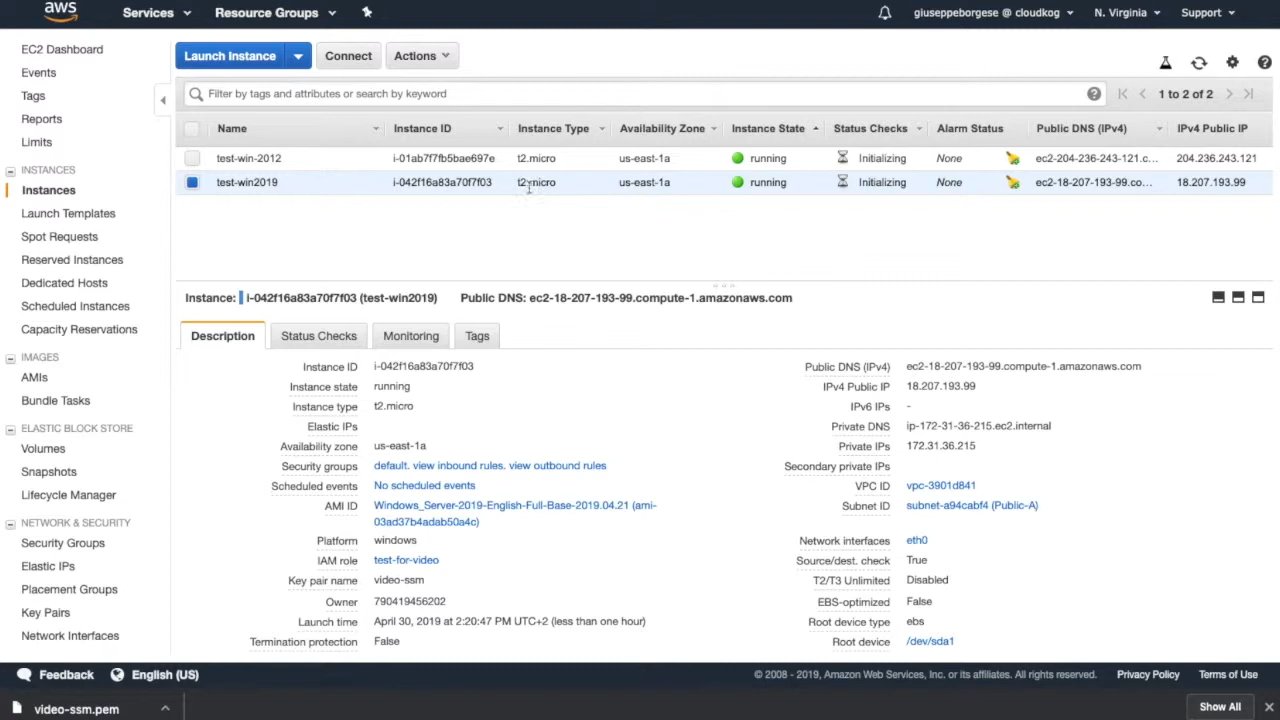 aws Services Resource Groups giuseppeborgese @ cloudkog N. Virginia Support
EC2 Dashboard
Events
Tags
Reports
Limits
INSTANCES
Instances
Launch Templates
Spot Requests
Reserved Instances
Dedicated Hosts
Scheduled Instances
Capacity Reservations
IMAGES
AMIs
Bundle Tasks
ELASTIC BLOCK STORE
Volumes
Snapshots
Lifecycle Manager
NETWORK & SECURITY
Security Groups
Elastic IPs
Placement Groups
Key Pairs
Network Interfaces
Launch Instance Connect Actions
Filter by tags and attributes or search by keyword 1 to 2 of 2
Name Instance ID Instance Type Availability Zone Instance State Status Checks Alarm Status Public DNS (IPv4) IPv4 Public IP
test-win-2012 i-01ab7f7fb5bae697e t2.micro us-east-1a running Initializing None ec2-204-236-243-121.c... 204.236.243.121
test-win2019 i-042f16a83a70f7f03 t2.micro us-east-1a running Initializing None ec2-18-207-193-99.co... 18.207.193.99
Instance: i-042f16a83a70f7f03 (test-win2019) Public DNS: ec2-18-207-193-99.compute-1.amazonaws.com
Description Status Checks Monitoring Tags
Instance ID i-042f16a83a70f7f03
Instance state running
Instance type t2.micro
Elastic IPs
Availability zone us-east-1a
Security groups default. view inbound rules. view outbound rules
Scheduled events No scheduled events
AMI ID Windows_Server-2019-English-Full-Base-2019.04.21 (ami-
03ad37b4adab50a4c)
Platform windows
IAM role test-for-video
Key pair name video-ssm
Owner 790419456202
Launch time April 30, 2019 at 2:20:47 PM UTC+2 (less than one hour)
Termination protection False
Public DNS (IPv4) ec2-18-207-193-99.compute-1.amazonaws.com
IPv4 Public IP 18.207.193.99
IPv6 IPs -
Private DNS ip-172-31-36-215.ec2.internal
Private IPs 172.31.36.215
Secondary private IPs
VPC ID vpc-3901d841
Subnet ID subnet-a94cabf4 (Public-A)
Network interfaces eth0
Source/dest. check True
T2/T3 Unlimited Disabled
EBS-optimized False
Root device type ebs
Root device /dev/sda1
Feedback English (US) © 2008 - 2019, Amazon Web Services, Inc. or its affiliates. All rights reserved. Privacy Policy Terms of Use
video-ssm.pem Show All